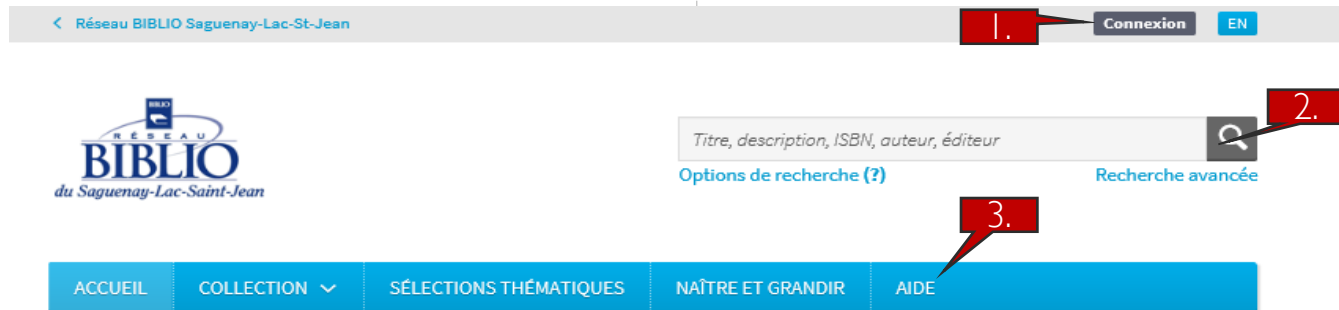 Réseau BIBLIO Saguenay-Lac-St-Jean
1.
Connexion
EN
BIBLIO
RÉSEAU
BIBLIO
du Saguenay-Lac-Saint-Jean
Titre, description, ISBN, auteur, éditeur
2.
Options de recherche (?)
Recherche avancée
3.
ACCUEIL COLLECTION SÉLECTIONS THÉMATIQUES NAÎTRE ET GRANDIR AIDE